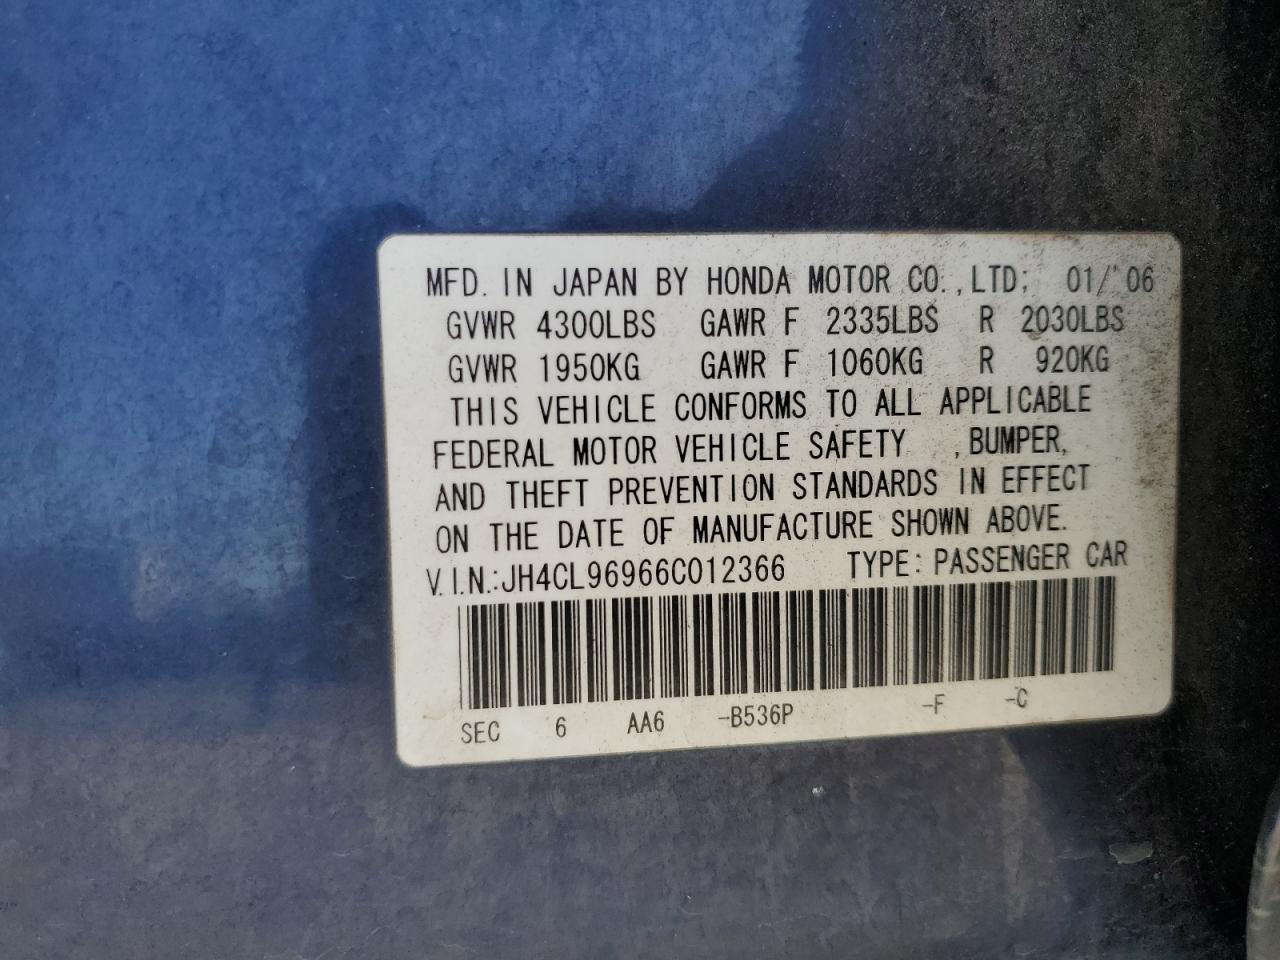 MFD. IN JAPAN BY HONDA MOTOR CO.,LTD; 01/'06
GVWR 4300LBS GAWR F 2335LBS R 2030LBS
GVWR 1950KG GAWR F 1060KG R 920KG
THIS VEHICLE CONFORMS TO ALL APPLICABLE
FEDERAL MOTOR VEHICLE SAFETY ,BUMPER,
AND THEFT PREVENTION STANDARDS IN EFFECT
ON THE DATE OF MANUFACTURE SHOWN ABOVE.
V.I.N.:JH4CL96966C012366 TYPE: PASSENGER CAR
SEC 6 AA6 -B536P -F -C